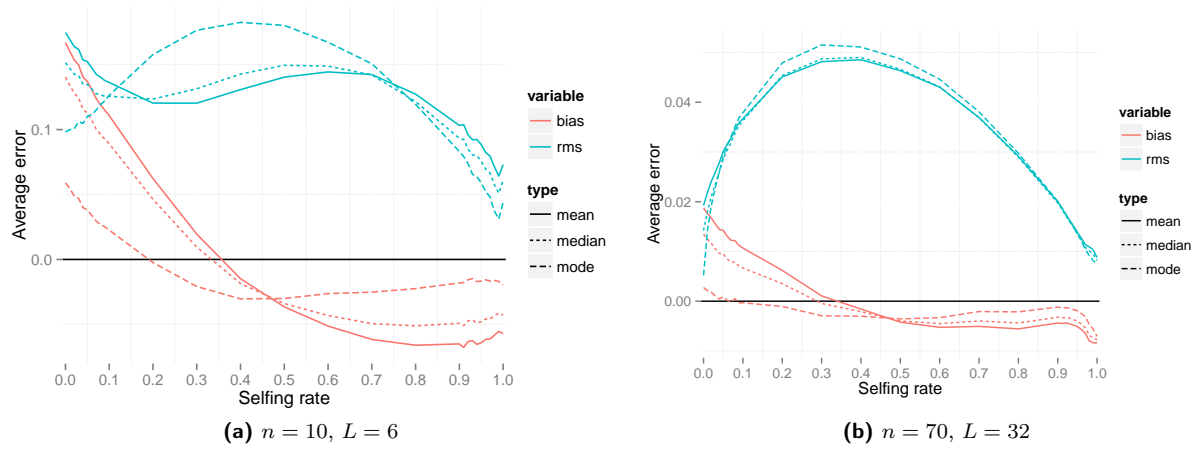 Average error
0.1
0.0
0.0 0.1 0.2 0.3 0.4 0.5 0.6 0.7 0.8 0.9 1.0
Selfing rate
variable
bias
rms
type
mean
median
mode
(a) n = 10, L = 6
Average error
0.04
0.02
0.00
0.0 0.1 0.2 0.3 0.4 0.5 0.6 0.7 0.8 0.9 1.0
Selfing rate
variable
bias
rms
type
mean
median
mode
(b) n = 70, L = 32